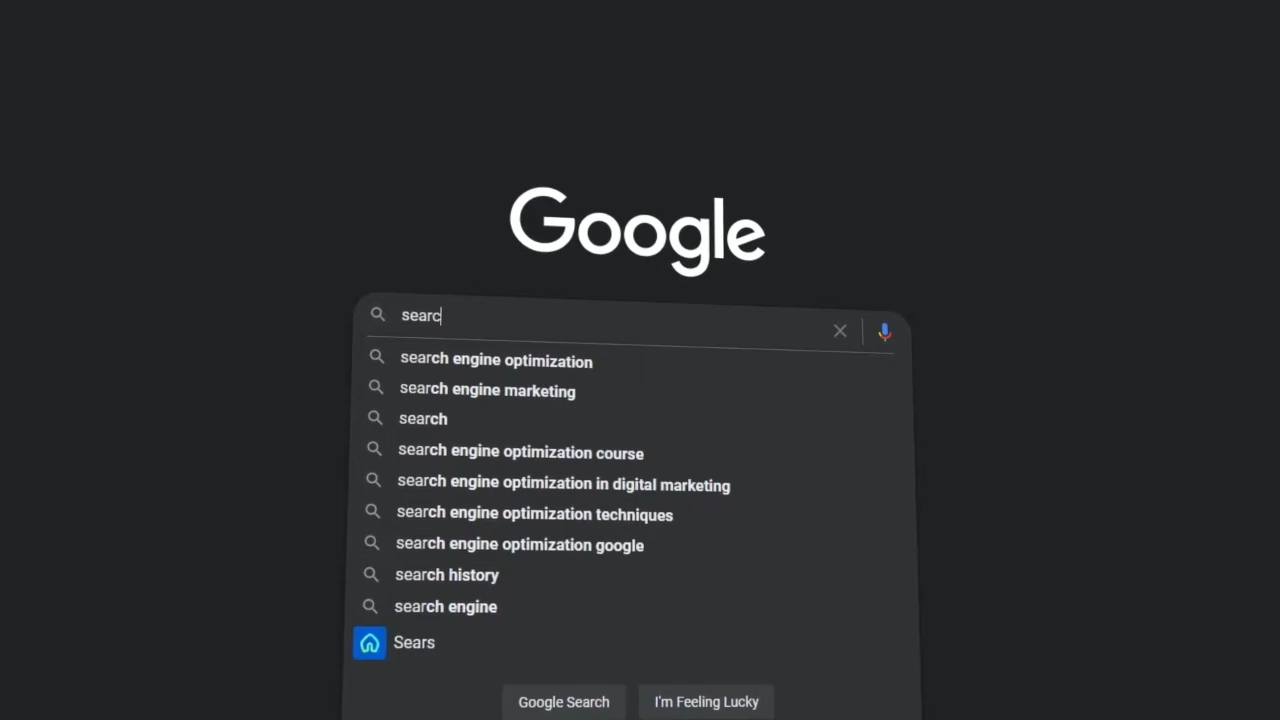 Google
searc
search engine optimization
search engine marketing
search
search engine optimization course
search engine optimization in digital marketing
search engine optimization techniques
search engine optimization google
search history
search engine
Sears
Google Search
I'm Feeling Lucky